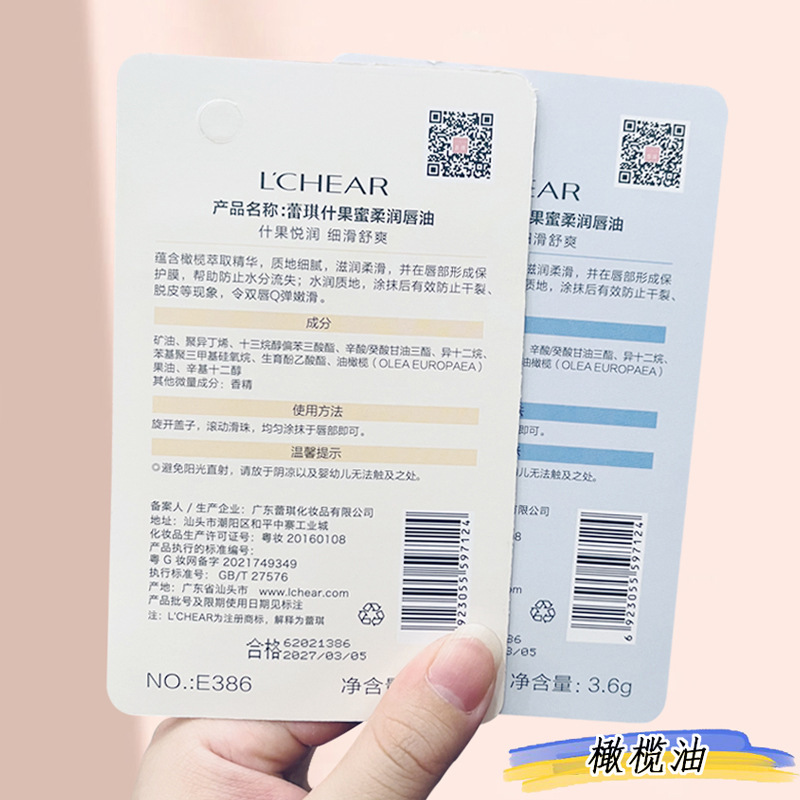 L'CHEAR
产品名称:蕾琪什果蜜柔润唇油
什果悦润 细滑舒爽
蕴含橄榄萃取精华，质地细腻，滋润柔滑，并在唇部形成保
护膜，帮助防止水分流失；水润质地，涂抹后有效防止干裂、
脱皮等现象，令双唇Q弹嫩滑。
成分
矿油、聚异丁烯、十三烷醇偏苯三酸酯、辛酸/癸酸甘油三酯、异十二烷、
苯基聚三甲基硅氧烷、生育酚乙酸酯、油橄榄（OLEA EUROPAEA）
果油、辛基十二醇
其他微量成分：香精
使用方法
旋开盖子，滚动滑珠，均匀涂抹于唇部即可。
温馨提示
◎避免阳光直射，请放于阴凉以及婴幼儿无法触及之处。
备案人 / 生产企业：广东蕾琪化妆品有限公司
地址：汕头市潮阳区和平中寨工业城
化妆品生产许可证号：粤妆 20160108
产品执行的标准编号：
粤 G 妆网备字 2021749349
执行标准号：GB/T 27576
产地：广东省汕头市 www.lchear.com
产品批号及限期使用日期见标注
注：L'CHEAR为注册商标，解释为蕾琪
6 923055 597124
合格 62021386
2027/03/05
NO.:E386
净含量
HEAR
果蜜柔润唇油
细滑舒爽
滋润柔滑，并在唇部形成保
水润质地，涂抹后有效防止干裂、
辛酸/癸酸甘油三酯、异十二烷、
油橄榄（OLEA EUROPAEA）
唇部即可。
婴幼儿无法触及之处。
有限公司
6 923055 597124
净含量: 3.6g
橄榄油